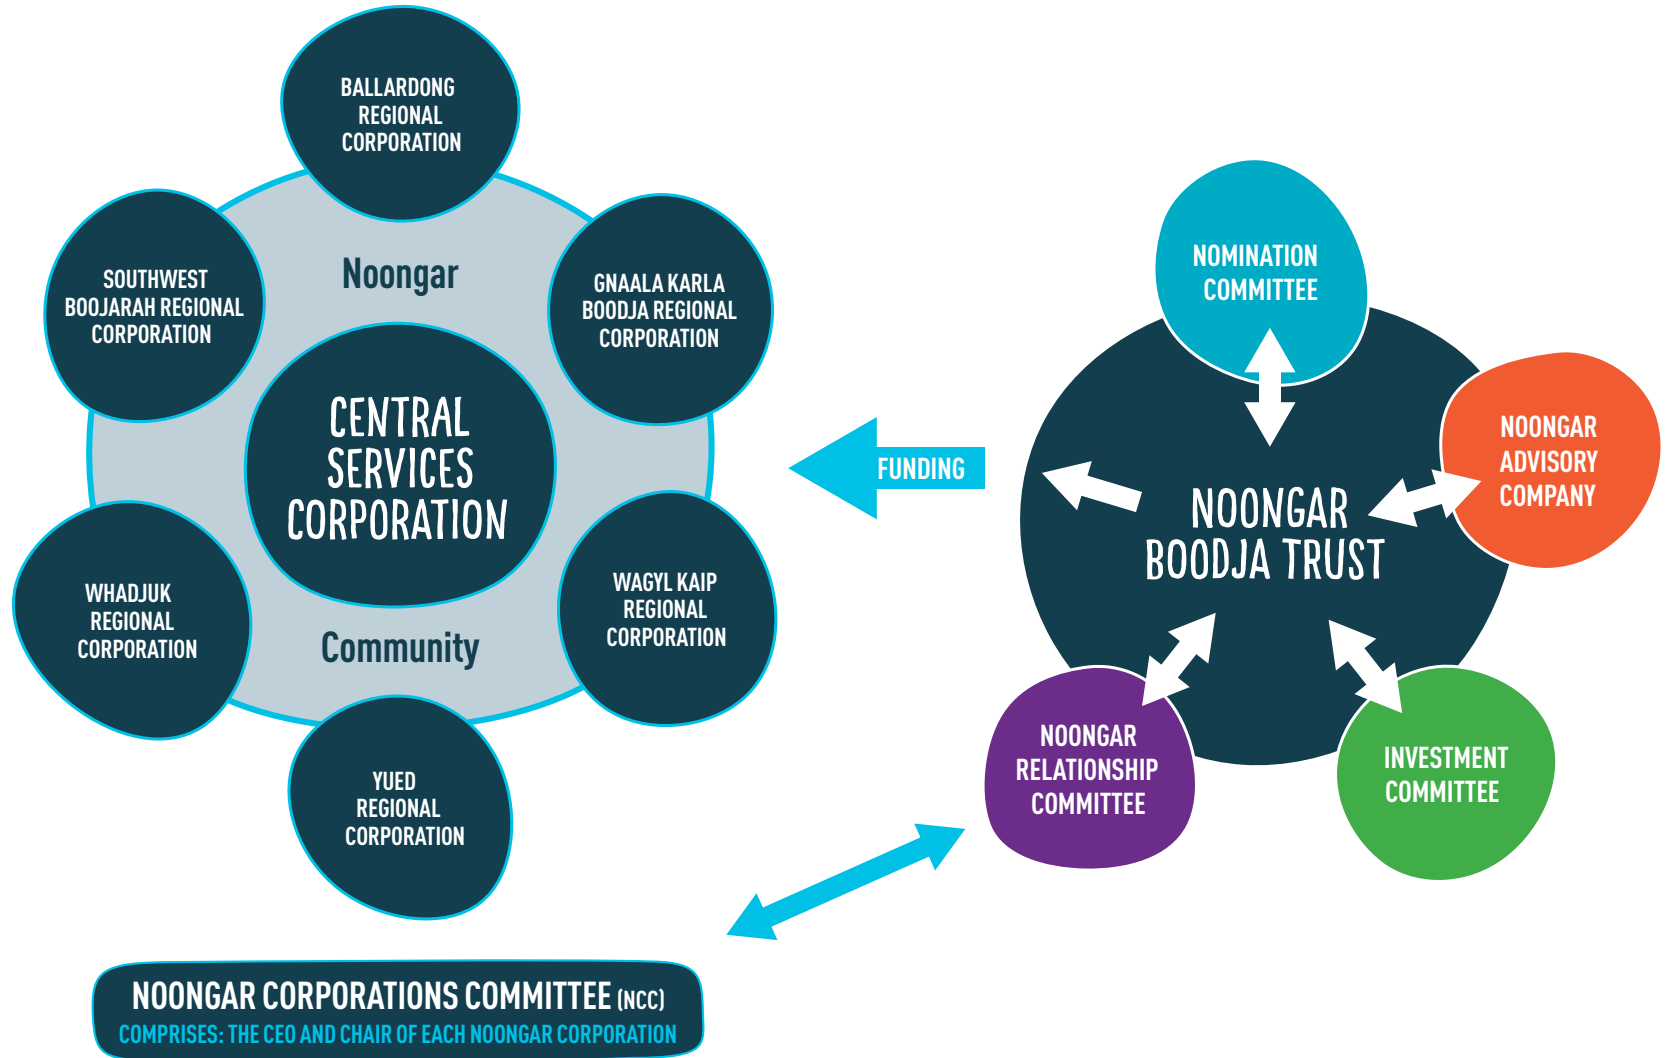 BALLARDONG
REGIONAL
CORPORATION
SOUTHWEST
BOOJARAH REGIONAL
CORPORATION
Noongar
GNAALA KARLA
BOODJA REGIONAL
CORPORATION
CENTRAL
SERVICES
CORPORATION
WHADJUK
REGIONAL
CORPORATION
Community
WAGYL KAIP
REGIONAL
CORPORATION
YUED
REGIONAL
CORPORATION
FUNDING
NOMINATION
COMMITTEE
NOONGAR
ADVISORY
COMPANY
NOONGAR
BOODJA TRUST
NOONGAR
RELATIONSHIP
COMMITTEE
INVESTMENT
COMMITTEE
NOONGAR CORPORATIONS COMMITTEE (NCC)
COMPRISES: THE CEO AND CHAIR OF EACH NOONGAR CORPORATION